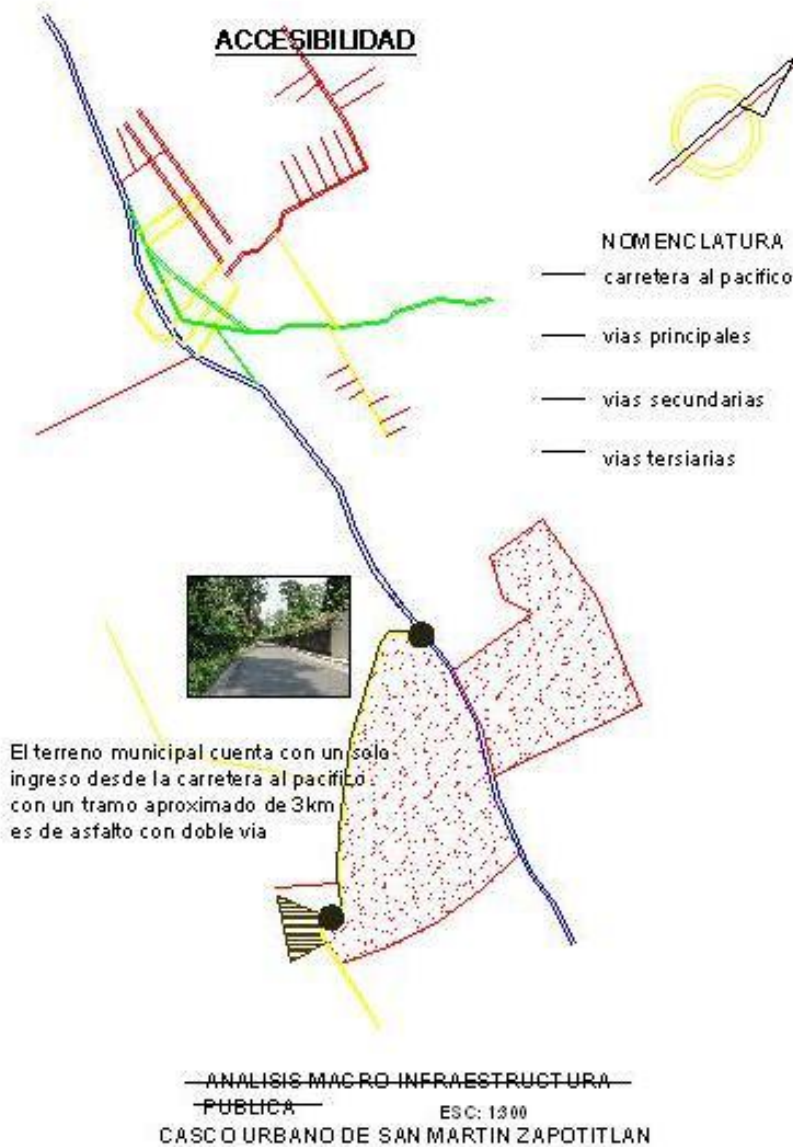 ACCESIBILIDAD
NOMENCLATURA
carretera al pacifico
vias principales
vias secundarias
vias tersiarias
El terreno municipal cuenta con un solo
ingreso desde la carretera al pacifico
con un tramo aproximado de 3km
es de asfalto con doble via
ANALISIS MACRO INFRAESTRUCTURA
PUBLICA
ESC: 1:300
CASCO URBANO DE SAN MARTIN ZAPOTITLAN